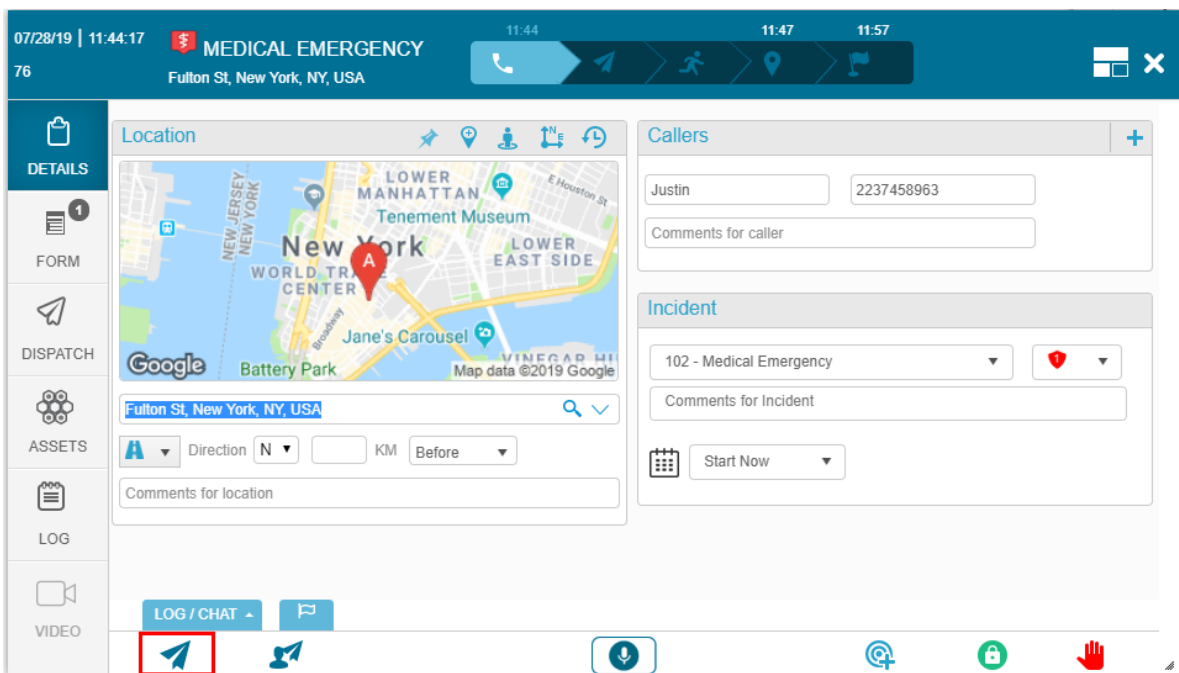 07/28/19 | 11:44:17
76
MEDICAL EMERGENCY
Fulton St, New York, NY, USA
11:44
11:47
11:57
DETAILS
1
FORM
DISPATCH
ASSETS
LOG
VIDEO
Location
N
E
LOWER
MANHATTAN
E Houston St
Tenement Museum
NEW JERSEY
NEW YORK
New York
LOWER
EAST SIDE
WORLD TRADE
CENTER
A
Broadway
Jane's Carousel
VINEGAR HI
Google
Battery Park
Map data ©2019 Google
Fulton St, New York, NY, USA
Direction
N
KM
Before
Comments for location
Callers
+
Justin
2237458963
Comments for caller
Incident
102 - Medical Emergency
1
Comments for Incident
Start Now
LOG / CHAT